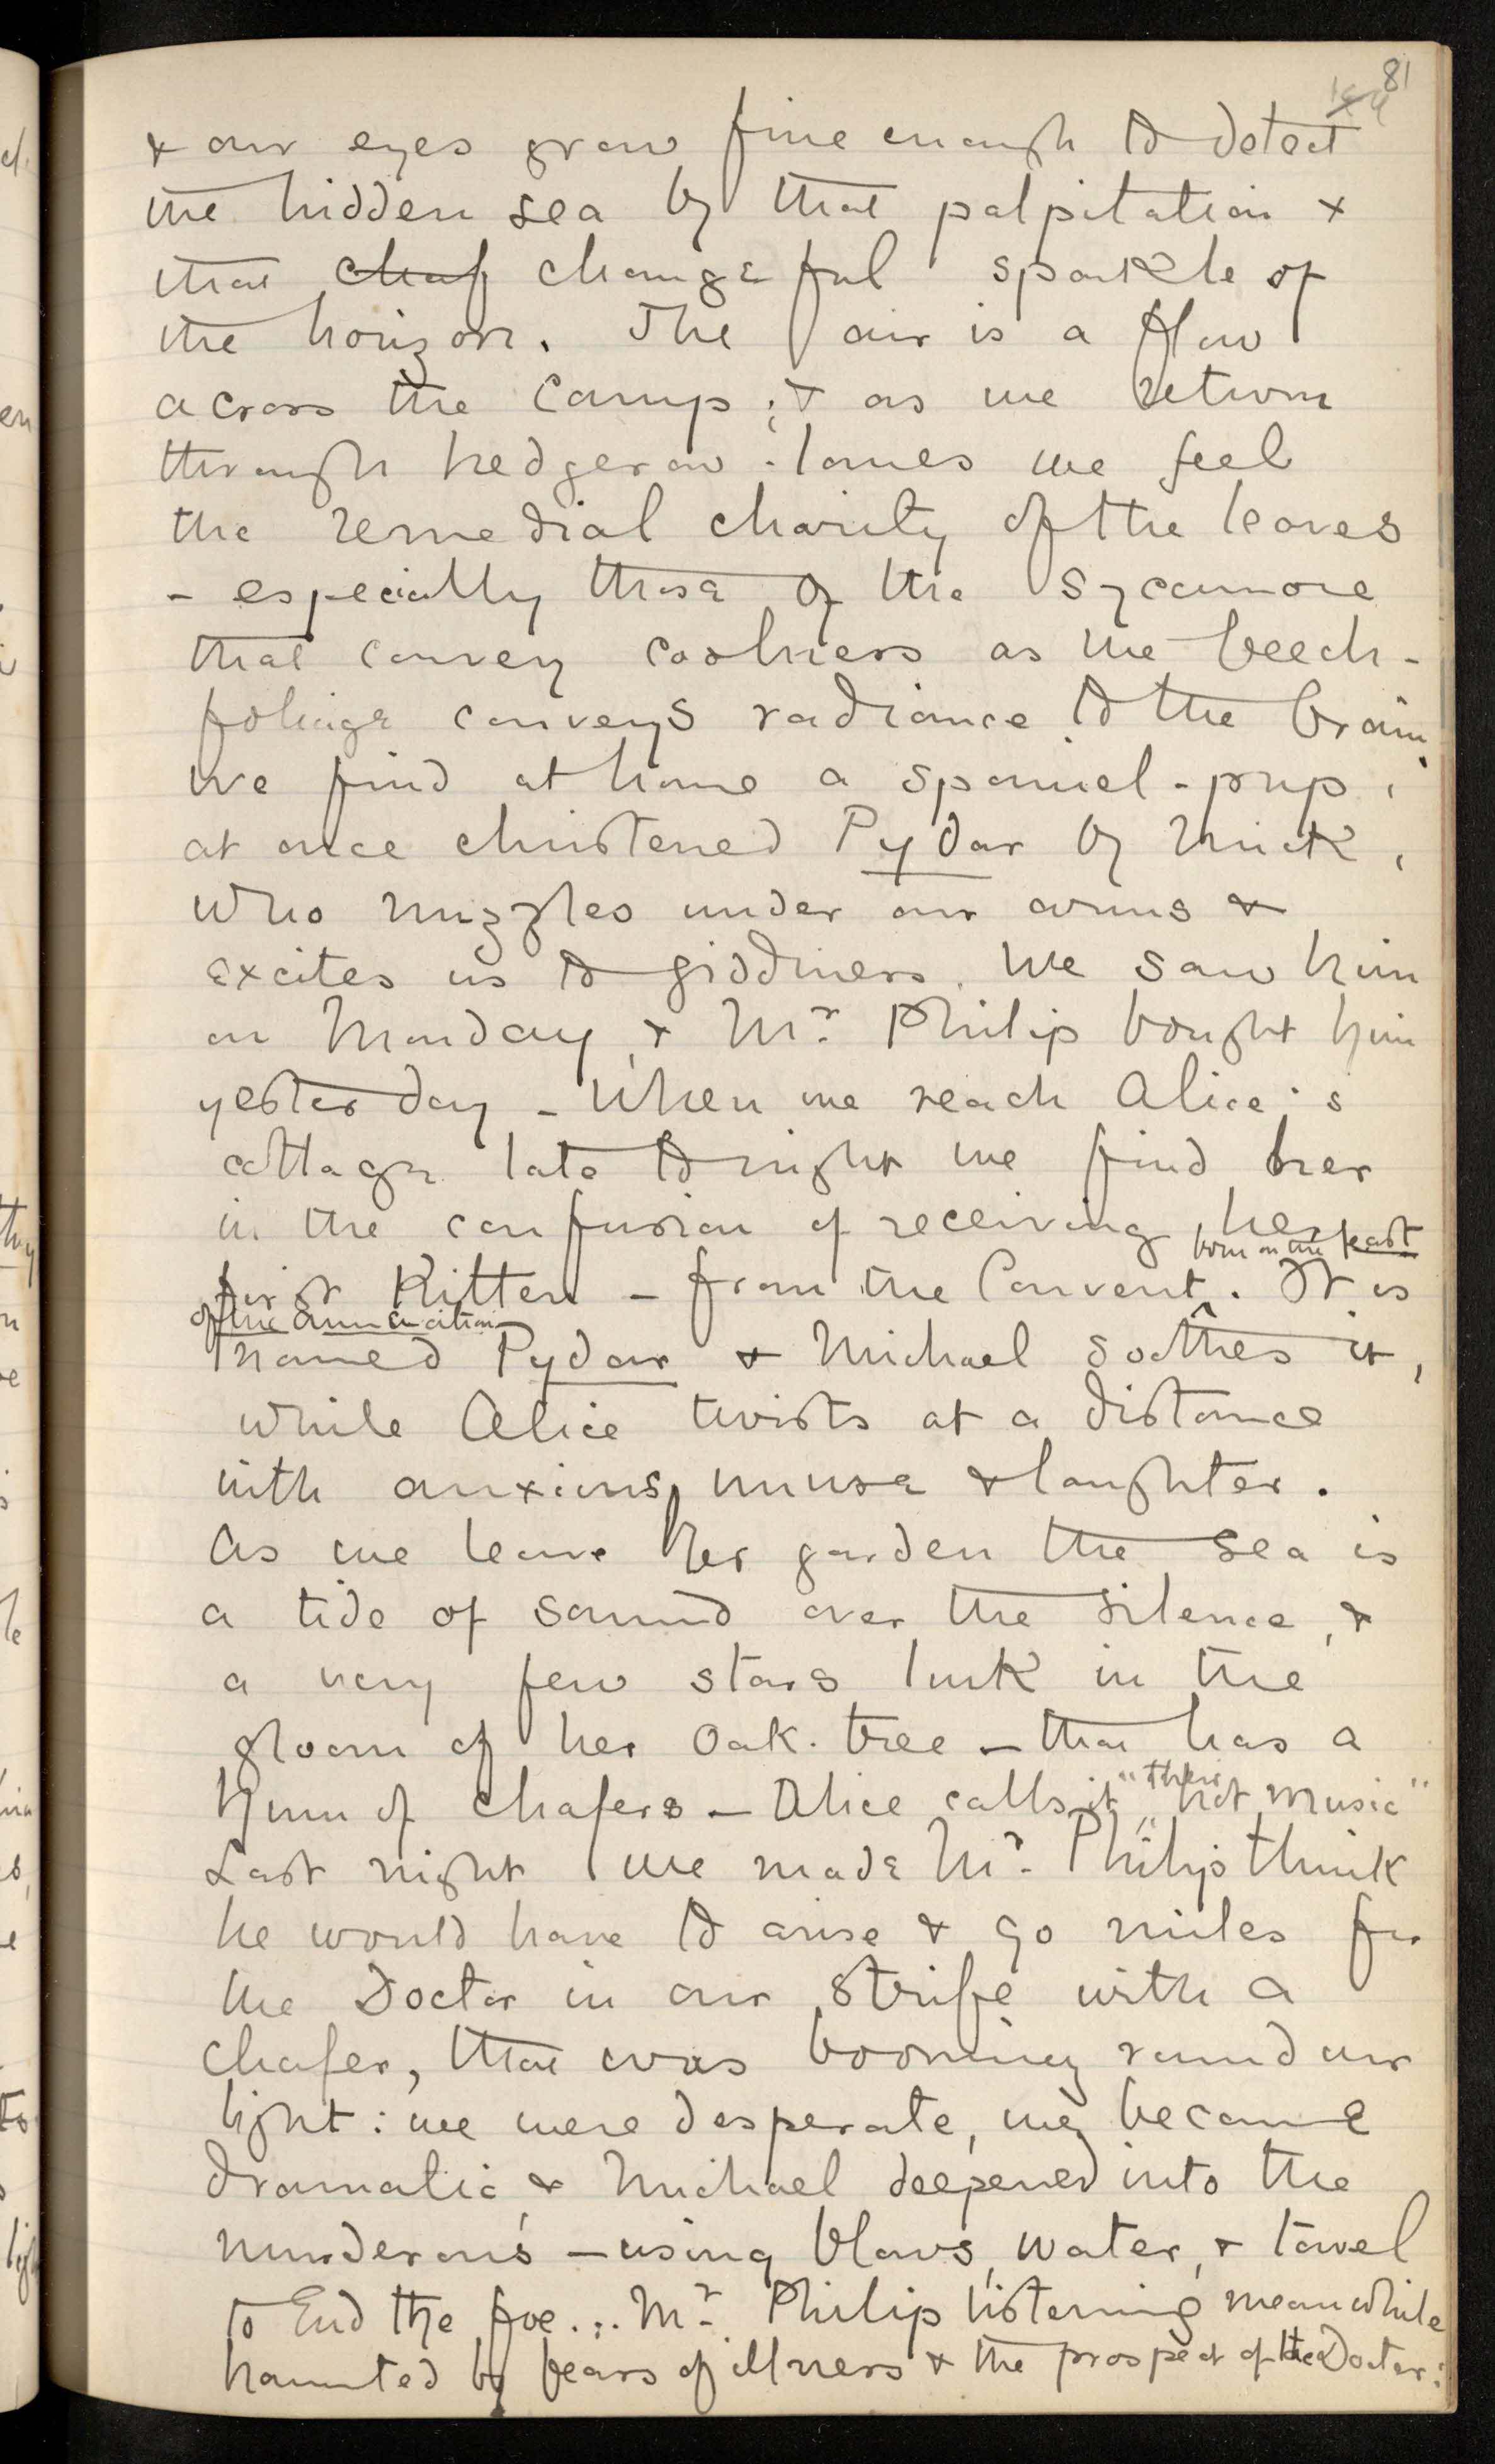 81
& our eyes grow fine enough to detect
the hidden sea by that palpitation &
that chaf changeful sparkle of
the horizon. The air is a flow
across the Camp; & as we return
through hedgerow-lanes we feel
the remedial charity of the leaves
- especially those of the Sycamore
that convey coolness as the beech-
foliage conveys radiance to the brain.
We find at home a spaniel-pup,
at once christened Pydar by Mick,
who nuzzles under our arms &
excites us to giddiness. We saw him
on Monday, & Mr. Philip bought him
yesterday - When we reach Alice's
cottage late to night we find her
in the confusion of receiving her
first Kitten - from the Convent. born on the feast It is
of the Annunciation
named Pydar & Michael soothes it,
while Alice twists at a distance
with anxious, nurse & laughter.
As we leave her garden the sea is
a tide of sound over the silence, &
a very few stars lurk in the
gloom of her Oak-tree - that has a
hum of chafers - Alice calls it "their hot music"
Last night we made Mr. Philip think
he would have to arise & go miles for
the Doctor in our strife with a
chafer, that was booming round our
light: we were desperate, we became
dramatic & Michael deepened into the
murderous - using blows, water, & towel
to End the foe... Mr. Philip listening meanwhile
haunted by fears of illness & the prospect of the Doctor: